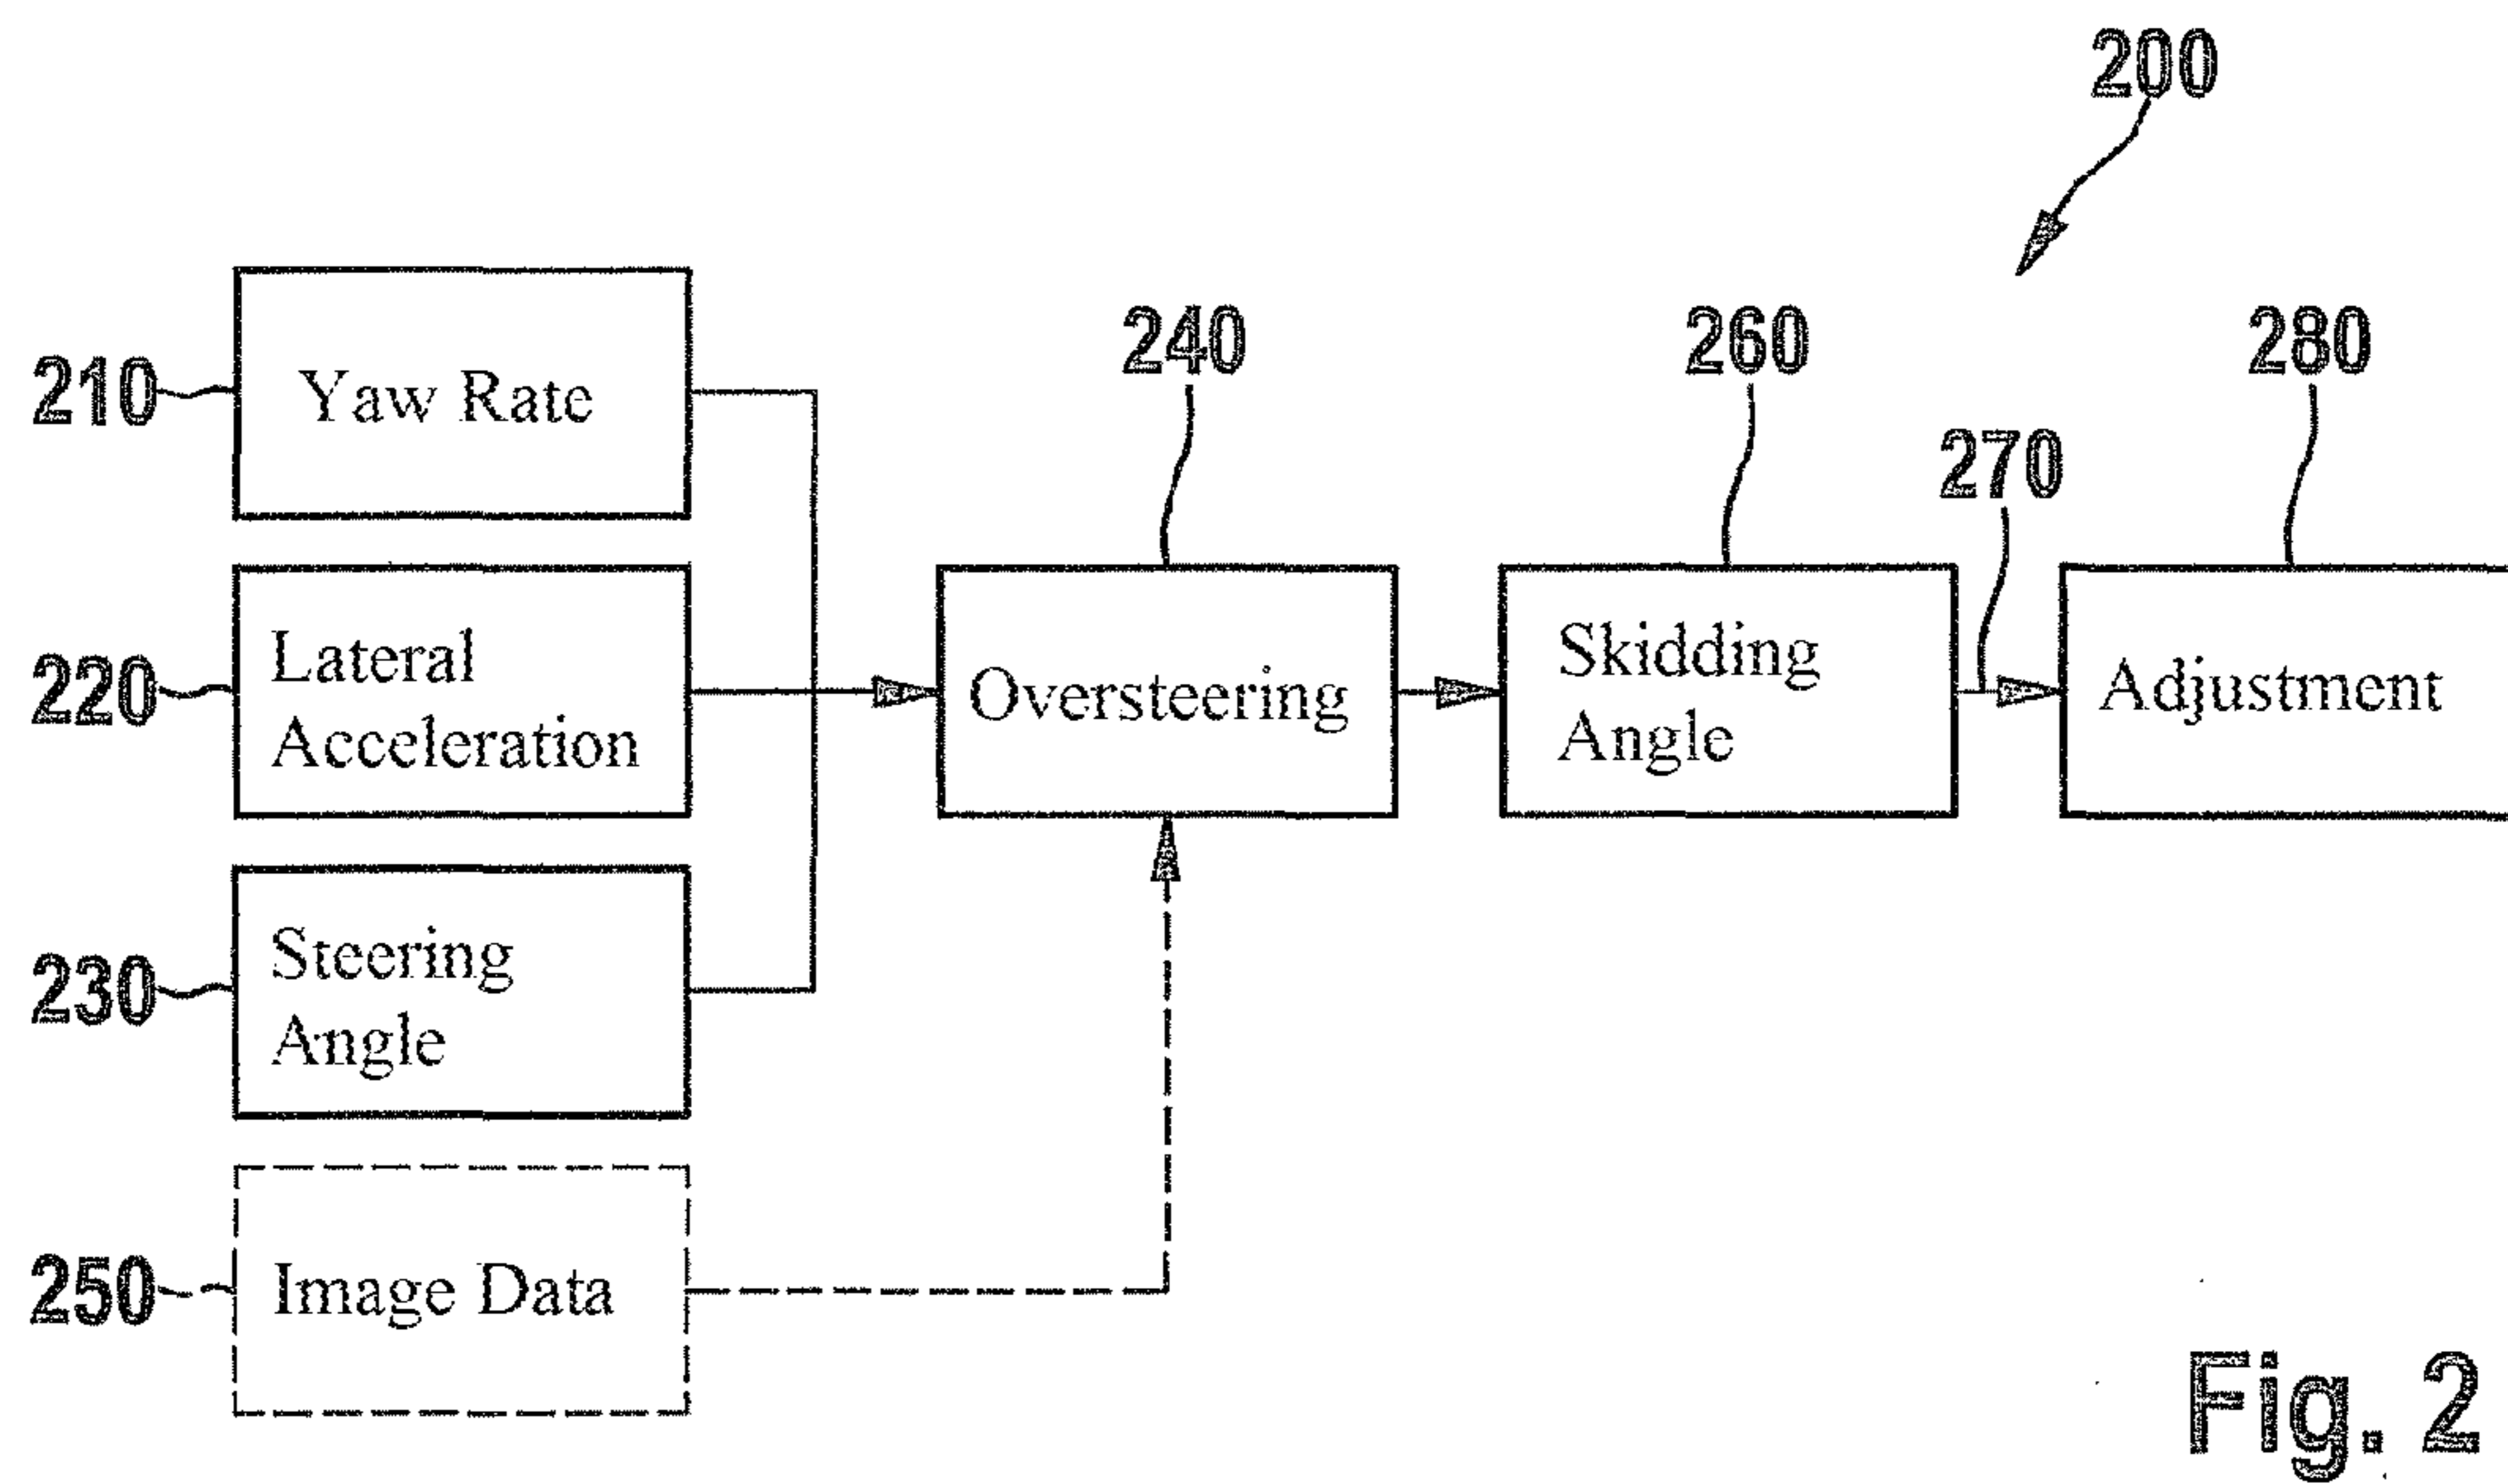 200
210
Yaw Rate
240
260
280
270
220
Lateral
Acceleration
Oversteering
Skidding
Angle
Adjustment
230
Steering
Angle
250
Image Data
Fig. 2